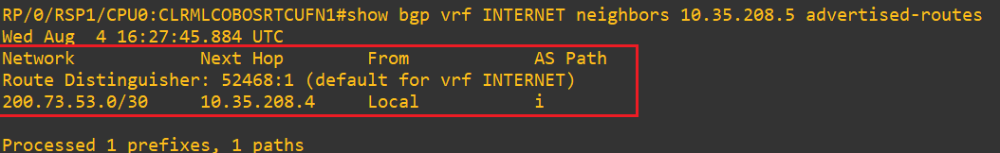 RP/0/RSP1/CPU0:CLRMLCOBOSRTCUFN1#show bgp vrf INTERNET neighbors 10.35.208.5 advertised-routes
Wed Aug  4 16:27:45.884 UTC
Network            Next Hop        From            AS Path
Route Distinguisher: 52468:1 (default for vrf INTERNET)
200.73.53.0/30     10.35.208.4     Local           i
Processed 1 prefixes, 1 paths